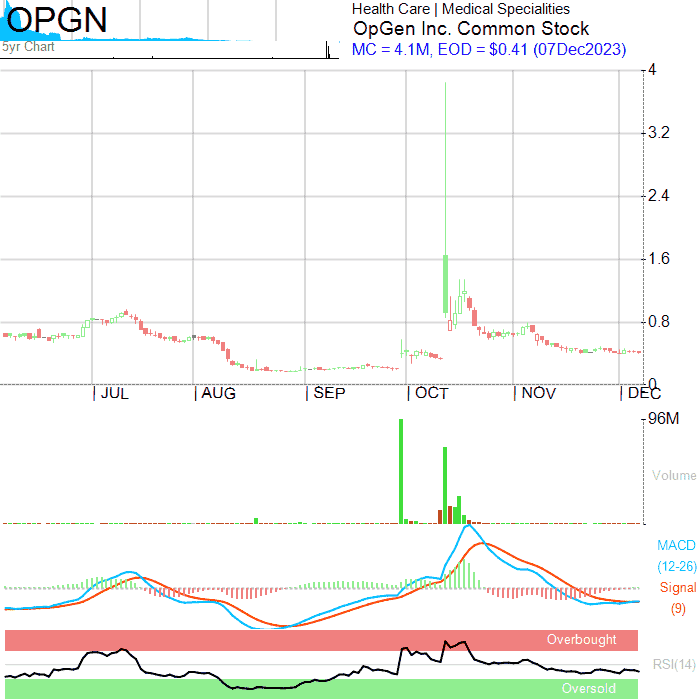 OPGN
5yr Chart
Health Care | Medical Specialities
OpGen Inc. Common Stock
MC = 4.1M, EOD = $0.41 (07Dec2023)
4
3.2
2.4
1.6
0.8
0
JUL AUG SEP OCT NOV DEC
96M
Volume
MACD
(12-26)
Signal
(9)
Overbought
RSI(14)
Oversold